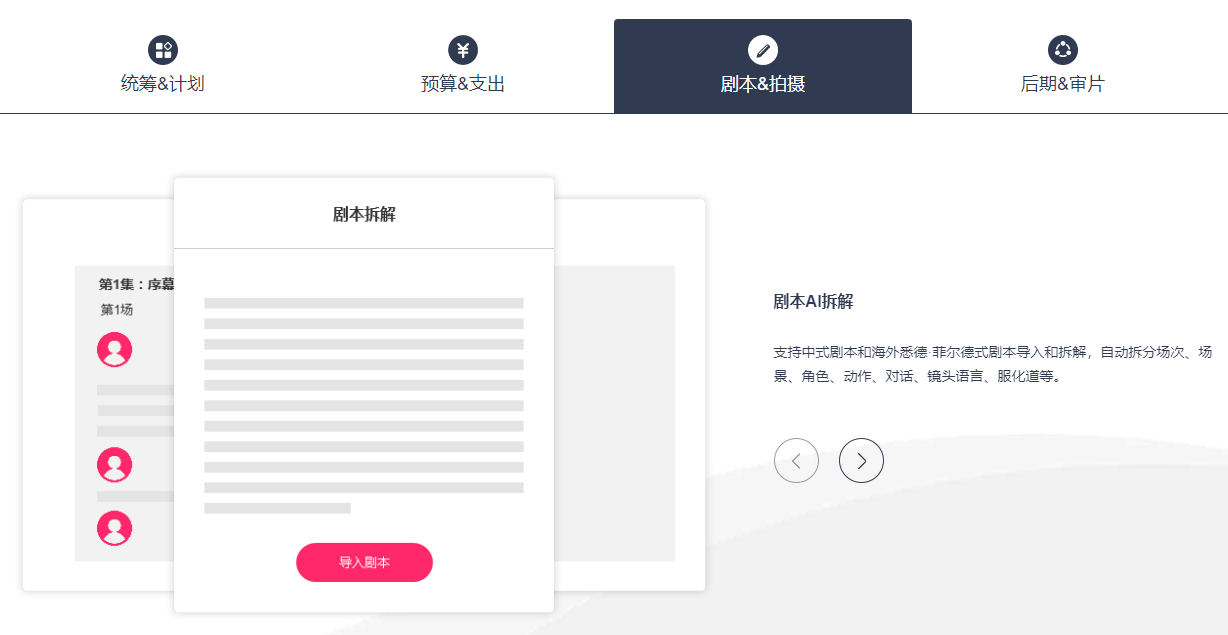 统筹&计划
预算&支出
剧本&拍摄
后期&审片
剧本拆解
第1集：序幕
第1场
导入剧本
剧本AI拆解
支持中式剧本和海外悉德·菲尔德式剧本导入和拆解，自动拆分场次、场
景、角色、动作、对话、镜头语言、服化道等。